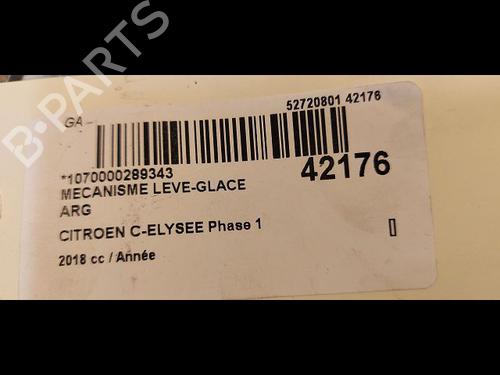 B-PARTS
GA-
52720801 42176
*1070000289343
42176
MECANISME LEVE-GLACE
ARG
CITROEN C-ELYSEE Phase 1
2018 cc / Année